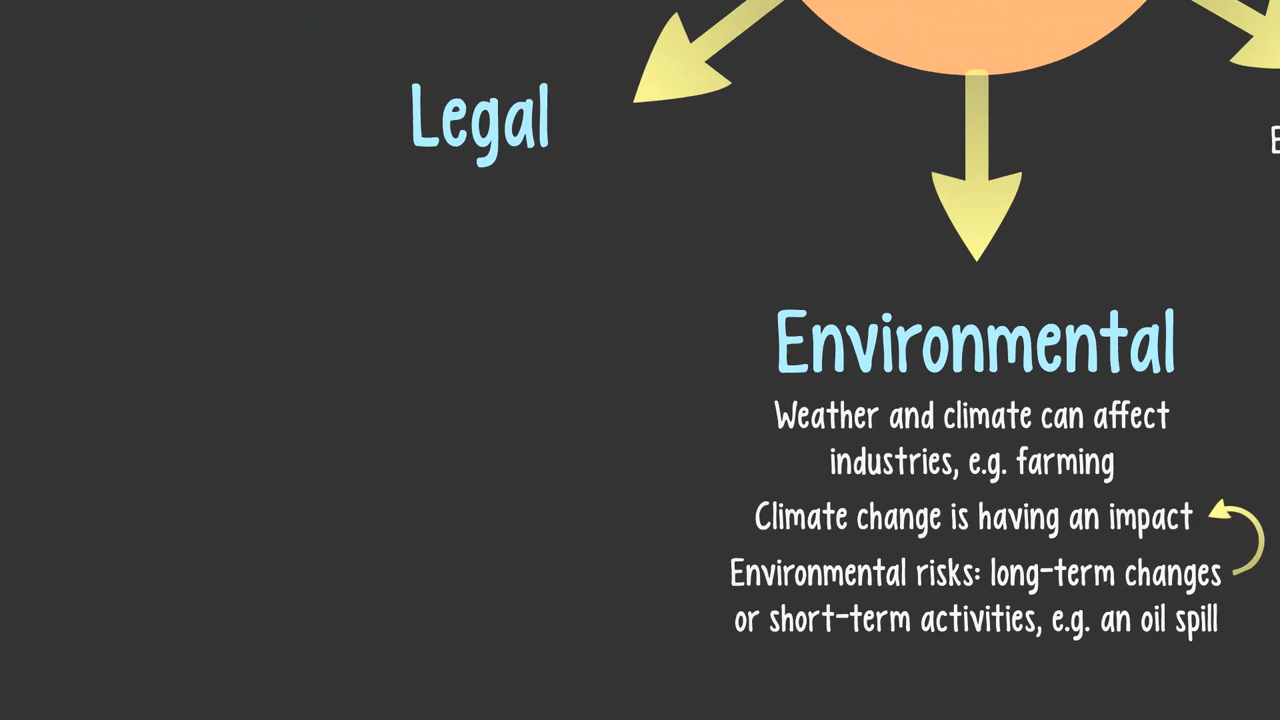 Legal
Environmental
Weather and climate can affect
industries, e.g. farming
Climate change is having an impact
Environmental risks: long-term changes
or short-term activities, e.g. an oil spill